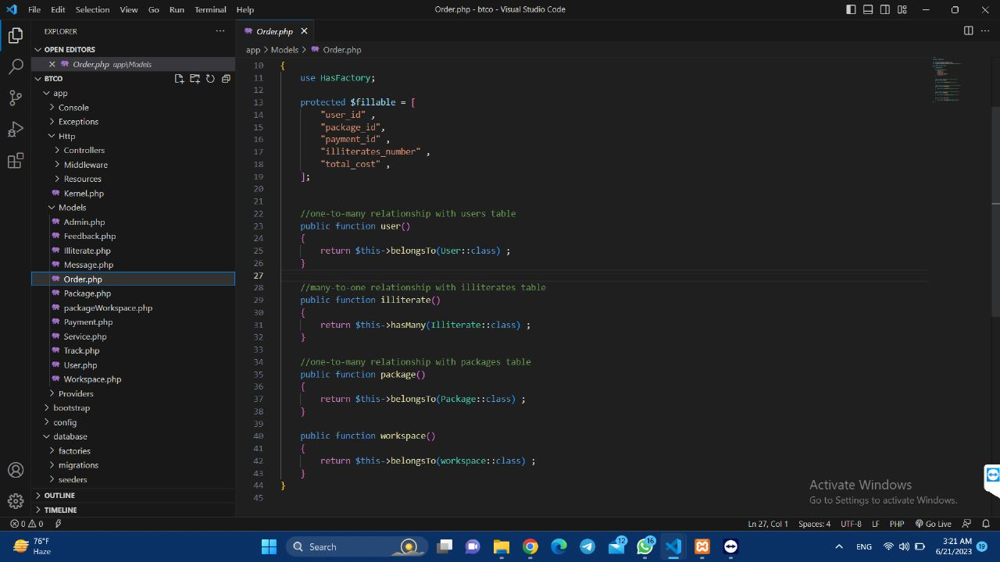 File Edit Selection View Go Run Terminal Help
Order.php - btco - Visual Studio Code
EXPLORER
OPEN EDITORS
Order.php app\Models
BTCO
app
Console
Exceptions
Http
Controllers
Middleware
Resources
Kernel.php
Models
Admin.php
Feedback.php
Illiterate.php
Message.php
Order.php
Package.php
packageWorkspace.php
Payment.php
Service.php
Track.php
User.php
Workspace.php
Providers
bootstrap
config
database
factories
migrations
seeders
OUTLINE
TIMELINE
Order.php
app > Models > Order.php
10 {
11 use HasFactory;
12
13 protected $fillable = [
14 "user_id" ,
15 "package_id",
16 "payment_id" ,
17 "illiterates_number" ,
18 "total_cost" ,
19 ];
20
21
22 //one-to-many relationship with users table
23 public function user()
24 {
25 return $this->belongsTo(User::class) ;
26 }
27
28 //many-to-one relationship with illiterates table
29 public function illiterate()
30 {
31 return $this->hasMany(Illiterate::class) ;
32 }
33
34 //one-to-many relationship with packages table
35 public function package()
36 {
37 return $this->belongsTo(Package::class) ;
38 }
39
40 public function workspace()
41 {
42 return $this->belongsTo(workspace::class) ;
43 }
44 }
45
Activate Windows
Go to Settings to activate Windows.
0 0
Ln 27, Col 1 Spaces: 4 UTF-8 LF PHP Go Live
76°F
Haze
Search
12
16
ENG
3:21 AM
6/21/2023
19